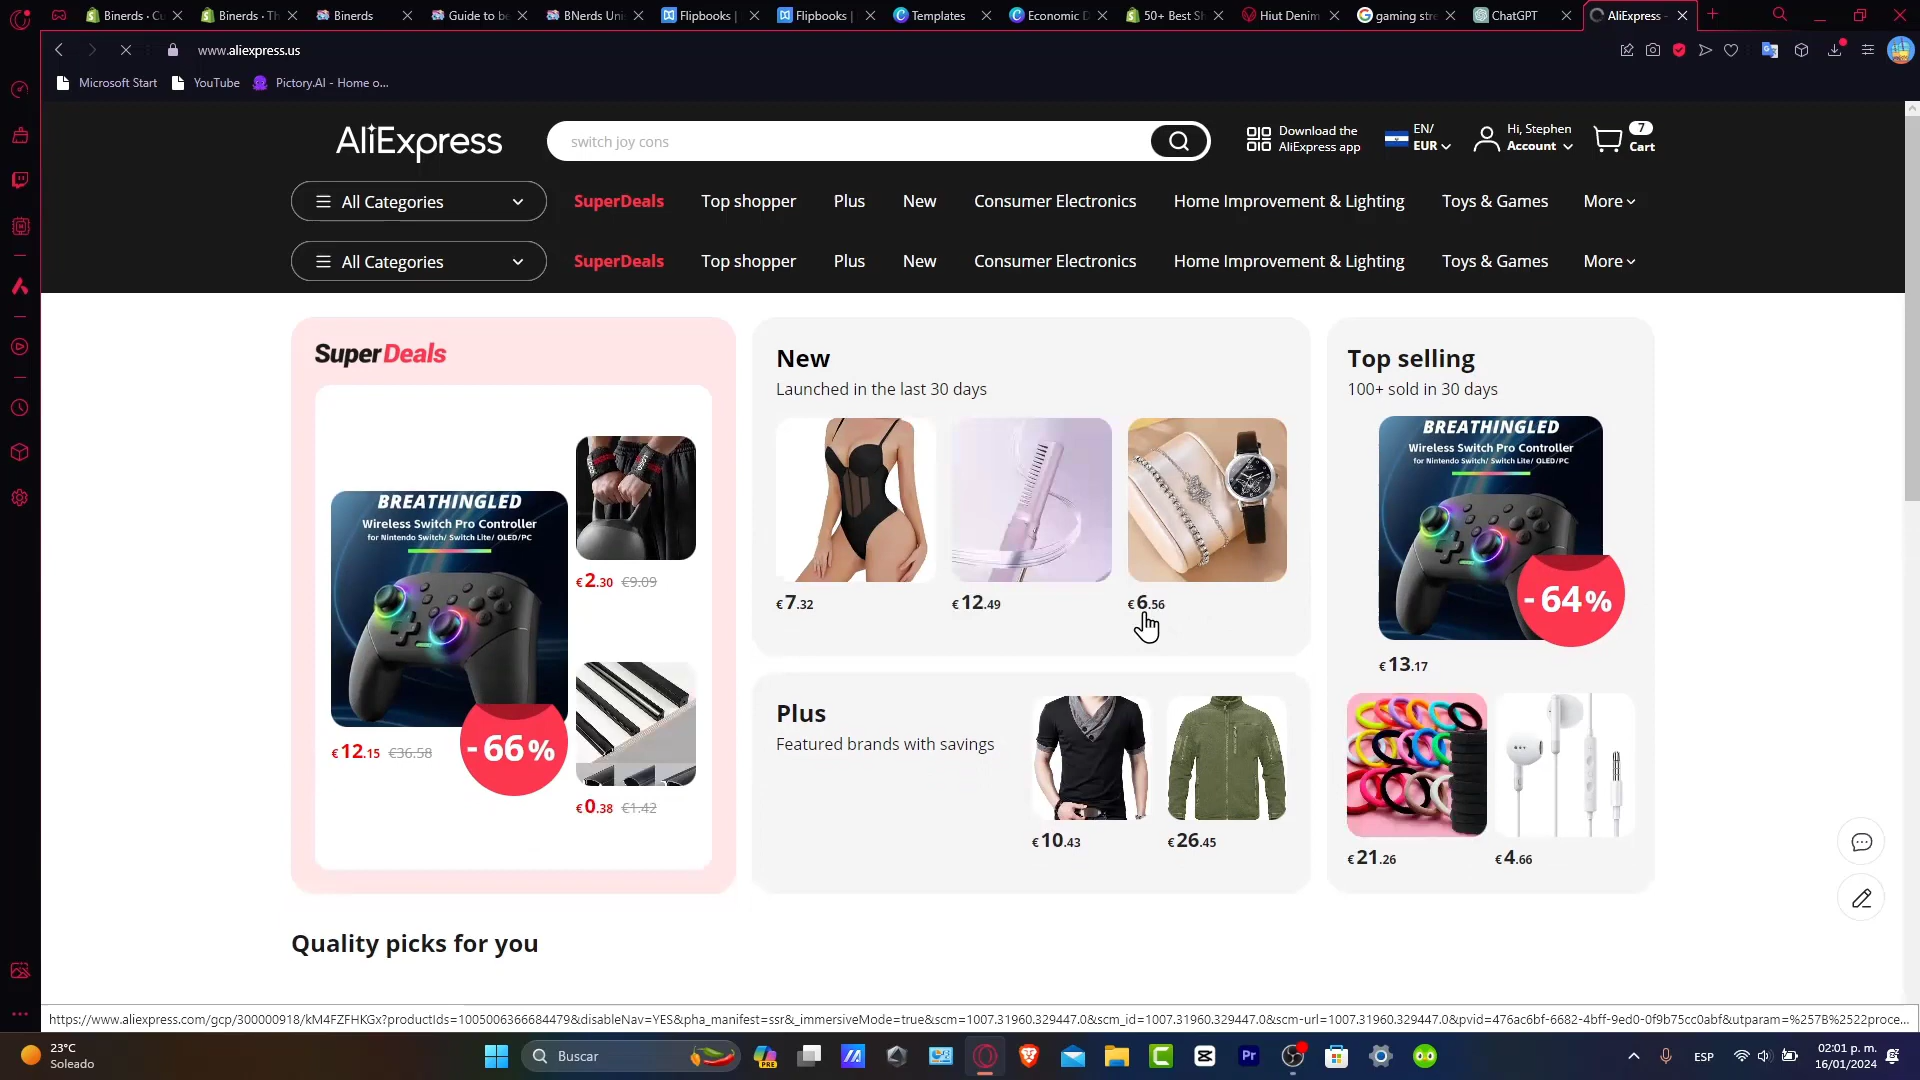 Binerds · Cu
Binerds · Th
Binerds
Guide to be
BNerds Uni
Flipbooks |
Flipbooks |
Templates
Economic D
50+ Best Sh
Hiut Denim
gaming stre
ChatGPT
AliExpress -
www.aliexpress.us
Microsoft Start
YouTube
Pictory.AI - Home o...
AliExpress
switch joy cons
Download the
AliExpress app
EN/
EUR
Hi, Stephen
Account
7
Cart
All Categories
SuperDeals
Top shopper
Plus
New
Consumer Electronics
Home Improvement & Lighting
Toys & Games
More
All Categories
SuperDeals
Top shopper
Plus
New
Consumer Electronics
Home Improvement & Lighting
Toys & Games
More
SuperDeals
BREATHINGLED
Wireless Switch Pro Controller
for Nintendo Switch/ Switch Lite/ OLED/PC
-66%
€12.15 €36.58
€2.30 €9.09
€0.38 €1.42
New
Launched in the last 30 days
€7.32
€12.49
€6.56
Plus
Featured brands with savings
€10.43
€26.45
Top selling
100+ sold in 30 days
BREATHINGLED
Wireless Switch Pro Controller
for Nintendo Switch/ Switch Lite/ OLED/PC
-64%
€13.17
€21.26
€4.66
Quality picks for you
https://www.aliexpress.com/gcp/300000918/kM4FZFHKGx?productIds=1005006366684479&disableNav=YES&pha_manifest=ssr&_immersiveMode=true&scm=1007.31960.329447.0&scm_id=1007.31960.329447.0&scm-url=1007.31960.329447.0&pvid=476ac6bf-6682-4bff-9ed0-0f9b75cc0abf&utparam=%257B%2522proce...
23°C
Soleado
Buscar
PRE
Pr
ESP
02:01 p. m.
16/01/2024